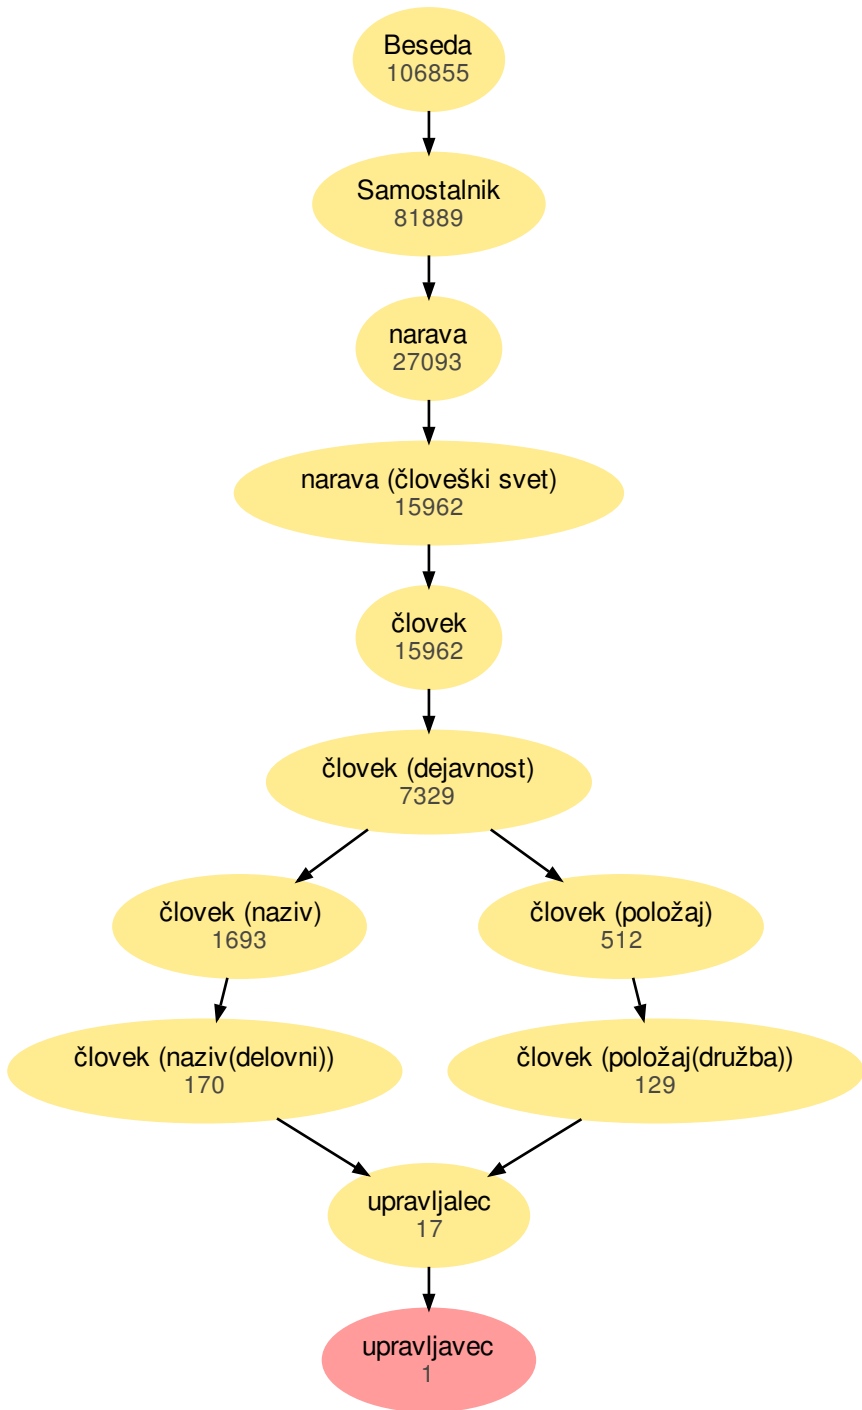 Beseda
106855
Samostalnik
81889
narava
27093
narava (človeški svet)
15962
človek
15962
človek (dejavnost)
7329
človek (naziv)
1693
človek (položaj)
512
človek (naziv(delovni))
170
človek (položaj(družba))
129
upravljalec
17
upravljavec
1